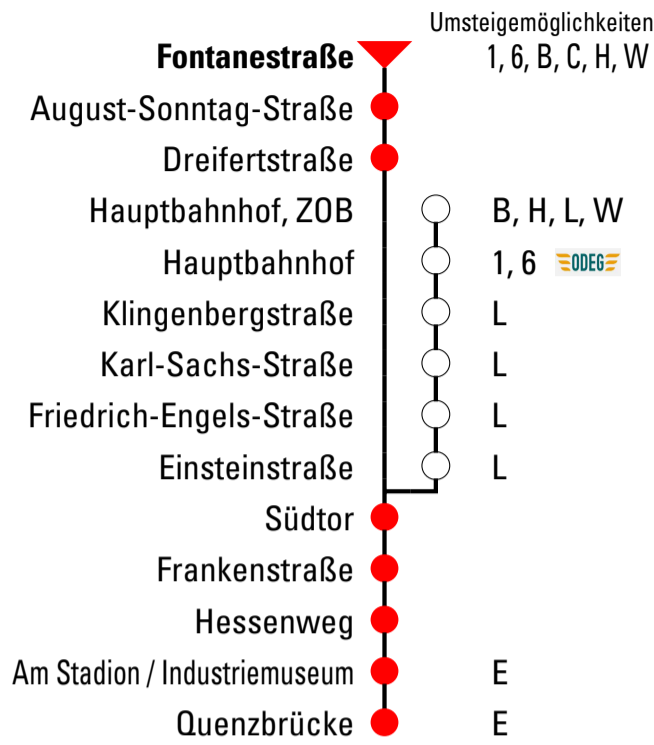 Umsteigemöglichkeiten
Fontanestraße 1, 6, B, C, H, W
August-Sonntag-Straße
Dreifertstraße
Hauptbahnhof, ZOB B, H, L, W
Hauptbahnhof 1, 6 ODEG
Klingenbergstraße L
Karl-Sachs-Straße L
Friedrich-Engels-Straße L
Einsteinstraße L
Südtor
Frankenstraße
Hessenweg
Am Stadion / Industriemuseum E
Quenzbrücke E